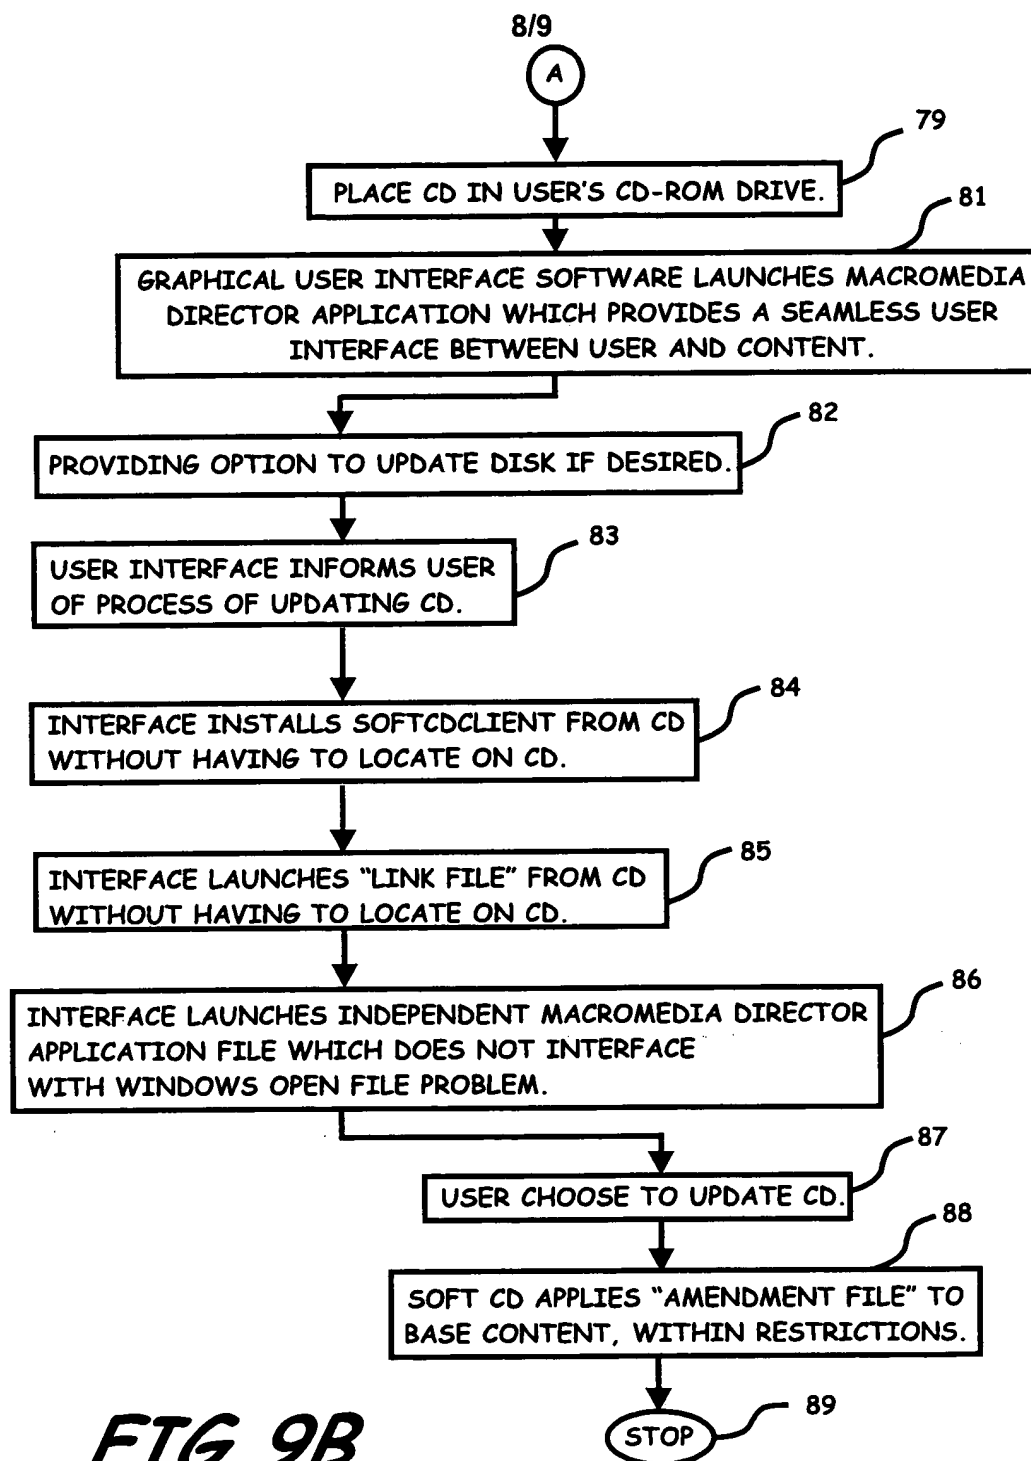 8/9
A
79
PLACE CD IN USER'S CD-ROM DRIVE.
81
GRAPHICAL USER INTERFACE SOFTWARE LAUNCHES MACROMEDIA
DIRECTOR APPLICATION WHICH PROVIDES A SEAMLESS USER
INTERFACE BETWEEN USER AND CONTENT.
82
PROVIDING OPTION TO UPDATE DISK IF DESIRED.
83
USER INTERFACE INFORMS USER
OF PROCESS OF UPDATING CD.
84
INTERFACE INSTALLS SOFTCDCLIENT FROM CD
WITHOUT HAVING TO LOCATE ON CD.
85
INTERFACE LAUNCHES "LINK FILE" FROM CD
WITHOUT HAVING TO LOCATE ON CD.
86
INTERFACE LAUNCHES INDEPENDENT MACROMEDIA DIRECTOR
APPLICATION FILE WHICH DOES NOT INTERFACE
WITH WINDOWS OPEN FILE PROBLEM.
87
USER CHOOSE TO UPDATE CD.
88
SOFT CD APPLIES "AMENDMENT FILE" TO
BASE CONTENT, WITHIN RESTRICTIONS.
89
STOP
FIG 9B